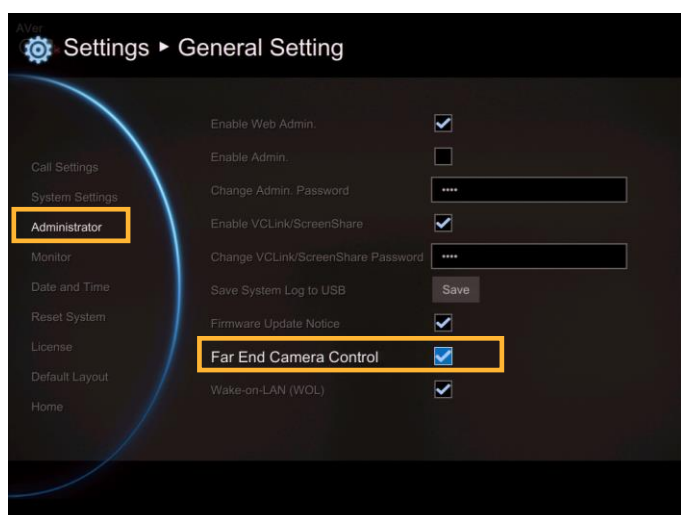 AVer
Settings ▸ General Setting
Call Settings
System Settings
Administrator
Monitor
Date and Time
Reset System
License
Default Layout
Home
Enable Web Admin.
Enable Admin.
Change Admin. Password ••••
Enable VCLink/ScreenShare
Change VCLink/ScreenShare Password ••••
Save System Log to USB Save
Firmware Update Notice
Far End Camera Control
Wake-on-LAN (WOL)